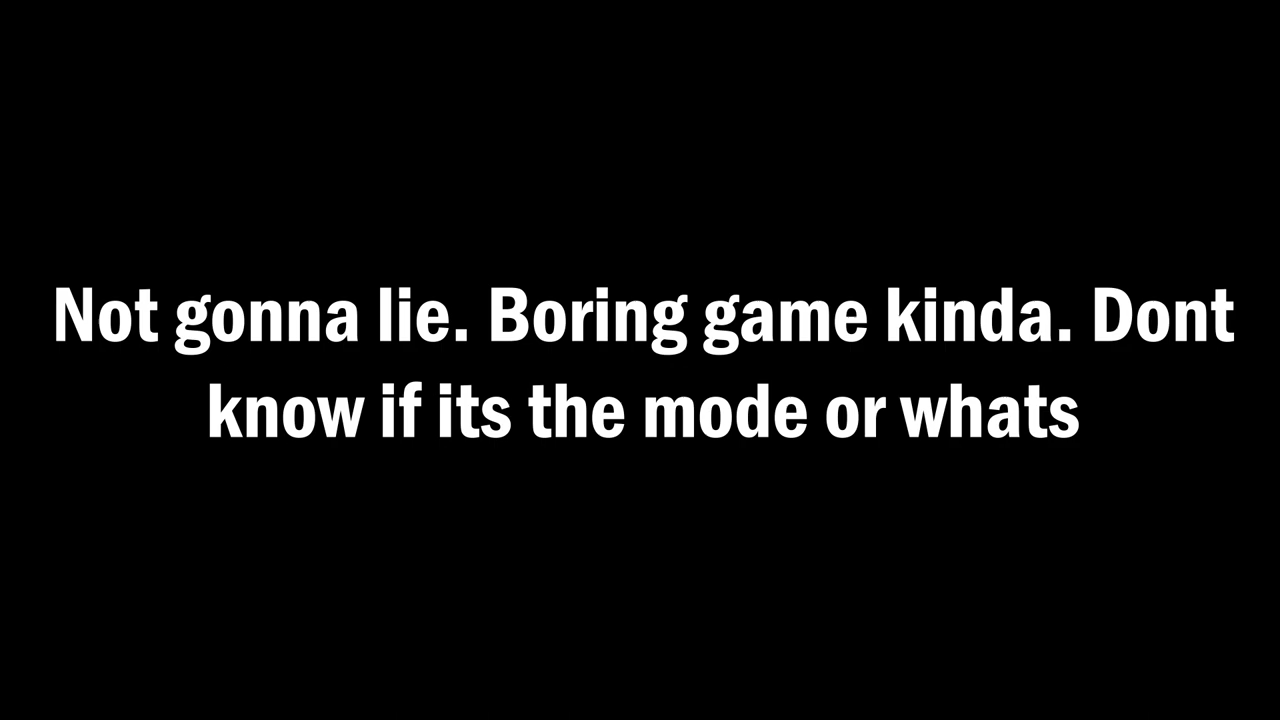 Not gonna lie. Boring game kinda. Dont
know if its the mode or whats